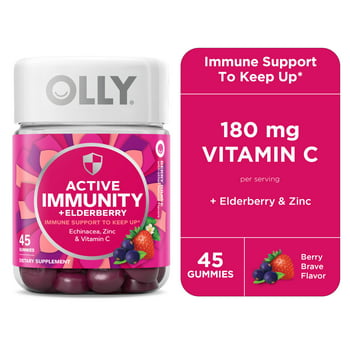 OLLY
ACTIVE
IMMUNITY
+ELDERBERRY
IMMUNE SUPPORT TO KEEP UP*
Echinacea, Zinc
& Vitamin C
45
GUMMIES
DIETARY SUPPLEMENT
Immune Support
To Keep Up*
180 mg
VITAMIN C
per serving
+ Elderberry & Zinc
45
GUMMIES
Berry
Brave
Flavor